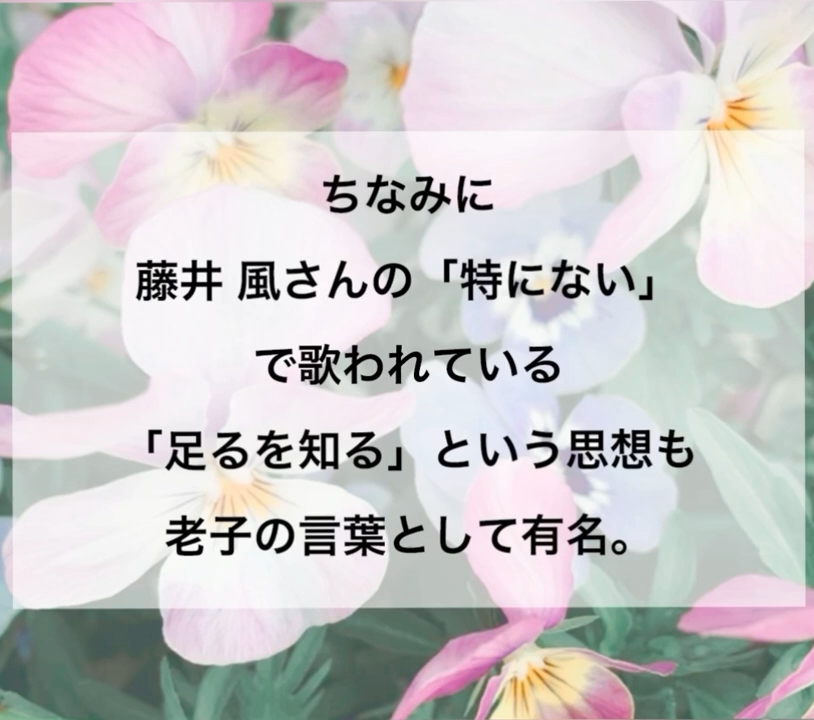 ちなみに
藤井 風さんの「特にない」
で歌われている
「足るを知る」という思想も
老子の言葉として有名。